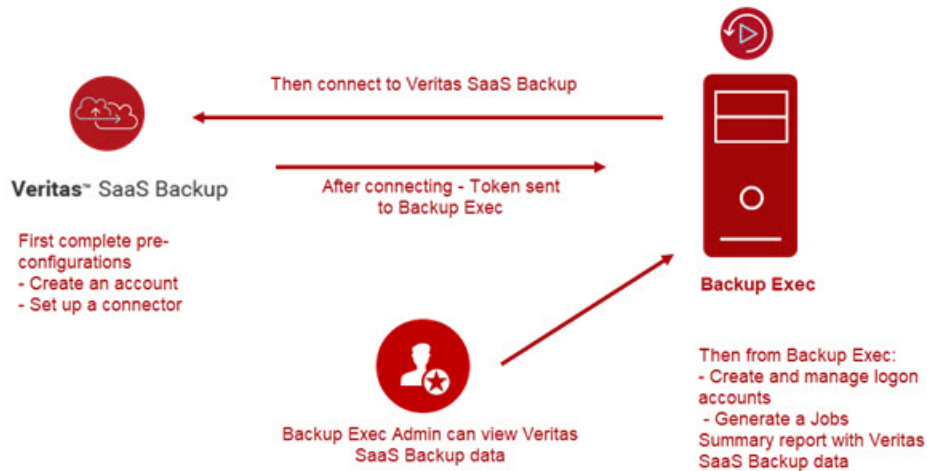 Then connect to Veritas SaaS Backup
Veritas™ SaaS Backup
After connecting - Token sent
to Backup Exec
First complete pre-
configurations
- Create an account
- Set up a connector
Backup Exec
Backup Exec Admin can view Veritas
SaaS Backup data
Then from Backup Exec:
- Create and manage logon
accounts
- Generate a Jobs
Summary report with Veritas
SaaS Backup data